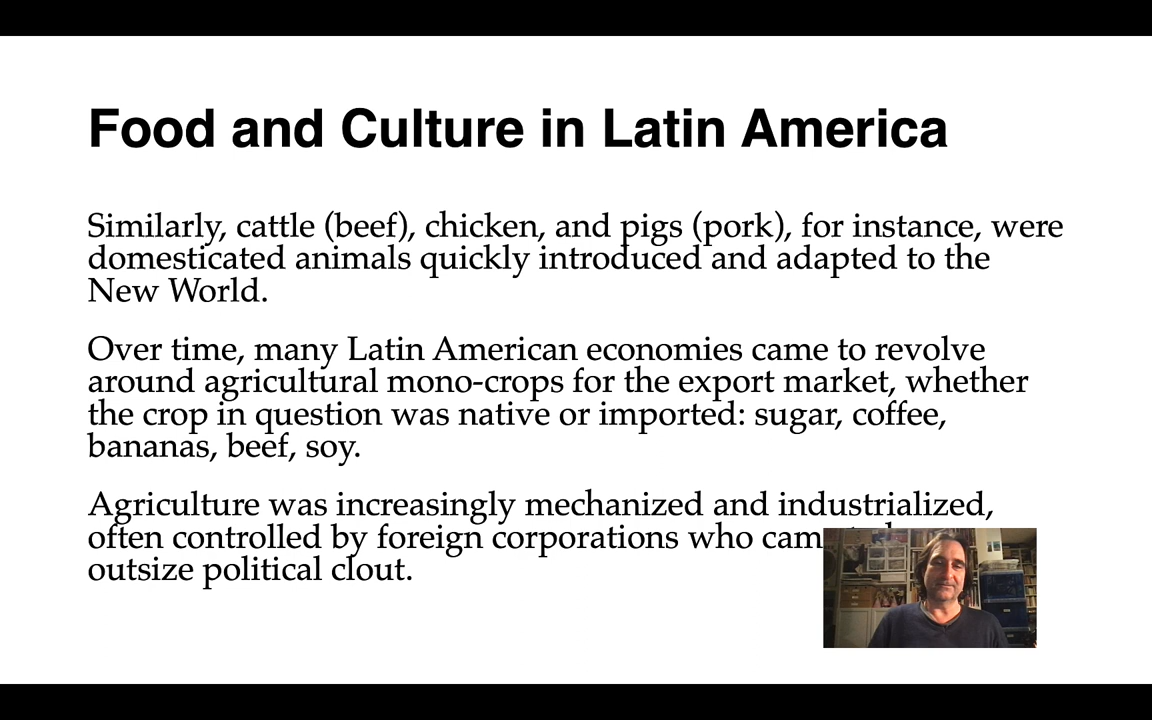 Food and Culture in Latin America
Similarly, cattle (beef), chicken, and pigs (pork), for instance, were
domesticated animals quickly introduced and adapted to the
New World.
Over time, many Latin American economies came to revolve
around agricultural mono-crops for the export market, whether
the crop in question was native or imported: sugar, coffee,
bananas, beef, soy.
Agriculture was increasingly mechanized and industrialized,
often controlled by foreign corporations who
outsize political clout.